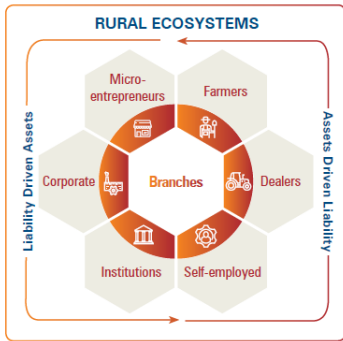 RURAL ECOSYSTEMS
Micro-
entrepreneurs
Farmers
Liability Driven Assets
Corporate
Branches
Dealers
Assets Driven Liability
Institutions
Self-employed